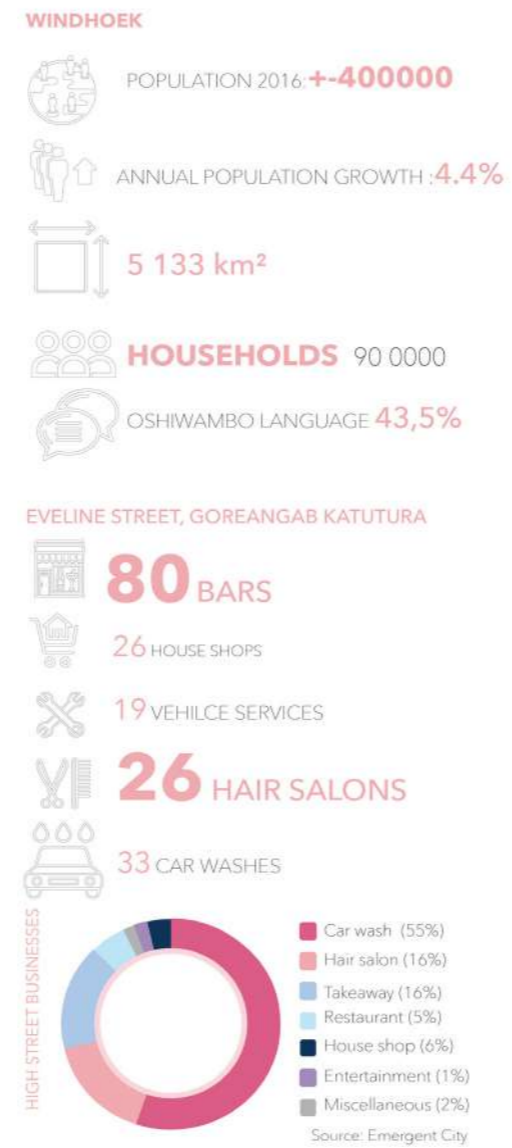 WINDHOEK
POPULATION 2016: +-400000
ANNUAL POPULATION GROWTH :4.4%
5 133 km²
HOUSEHOLDS 90 0000
OSHIWAMBO LANGUAGE 43,5%
EVELINE STREET, GOREANGAB KATUTURA
80 BARS
26 HOUSE SHOPS
19 VEHILCE SERVICES
26 HAIR SALONS
33 CAR WASHES
HIGH STREET BUSINESSES
Car wash (55%)
Hair salon (16%)
Takeaway (16%)
Restaurant (5%)
House shop (6%)
Entertainment (1%)
Miscellaneous (2%)
Source: Emergent City